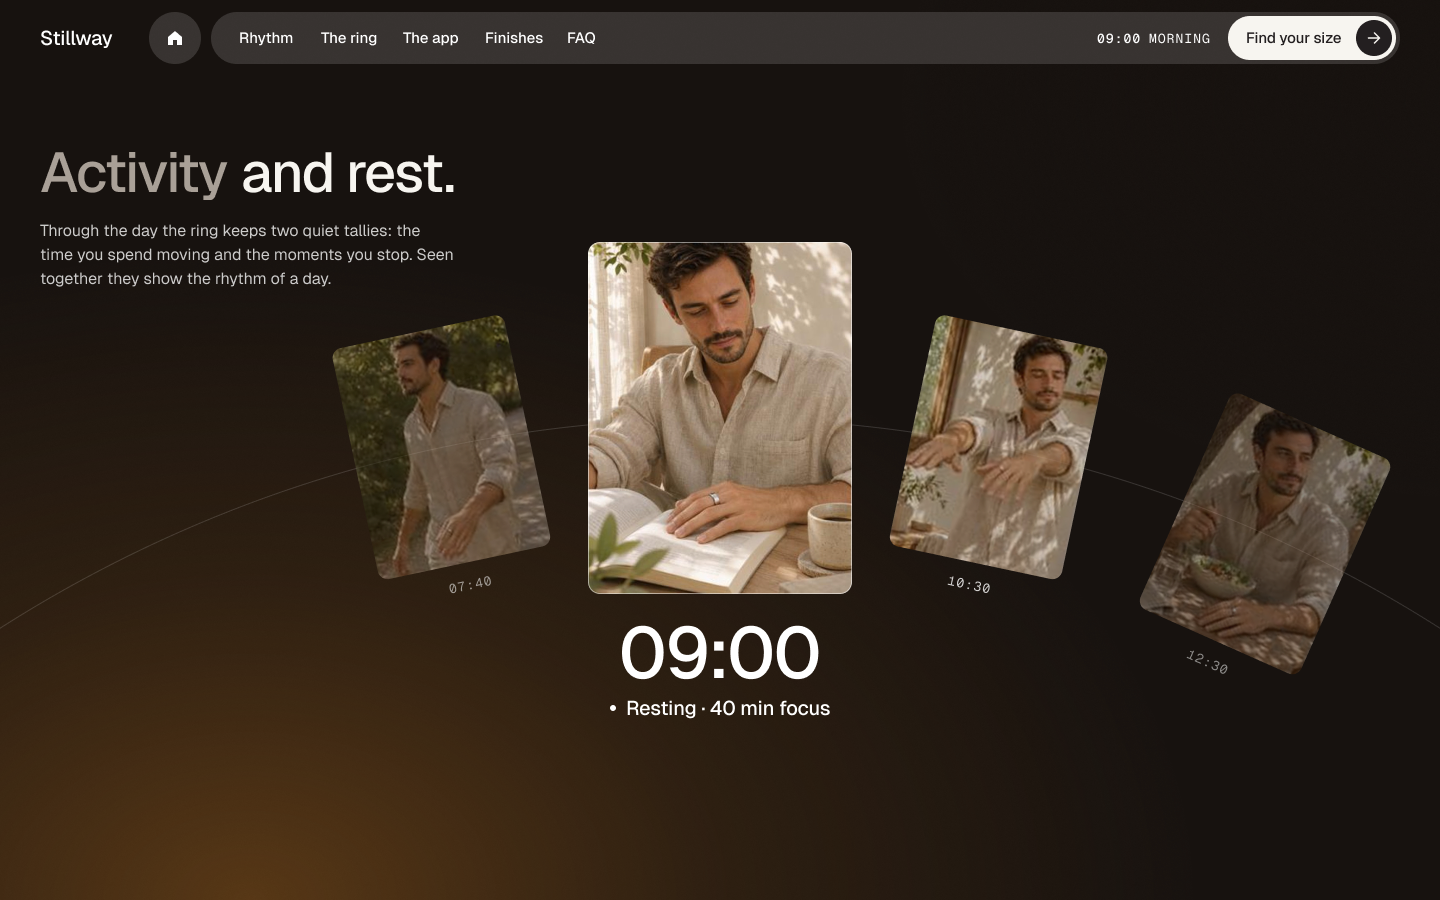 Stillway
Rhythm
The ring
The app
Finishes
FAQ
09:00 MORNING
Find your size
Activity and rest.
Through the day the ring keeps two quiet tallies: the
time you spend moving and the moments you stop. Seen
together they show the rhythm of a day.
07:40
09:00
• Resting · 40 min focus
10:30
12:30